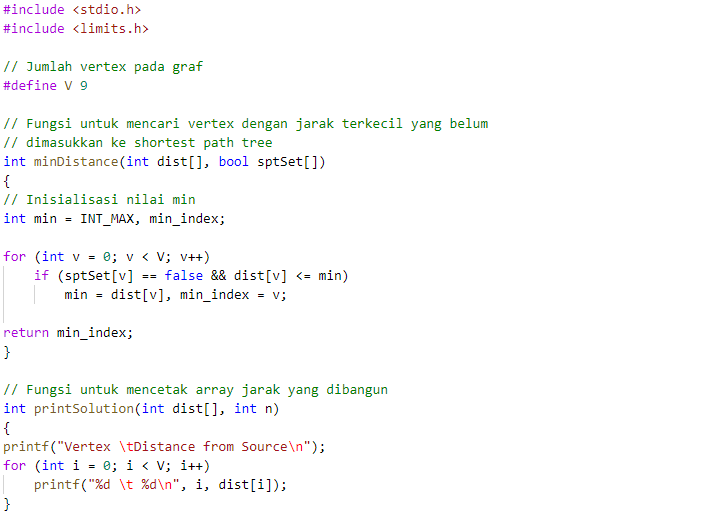 #include <stdio.h>
#include <limits.h>

// Jumlah vertex pada graf
#define V 9

// Fungsi untuk mencari vertex dengan jarak terkecil yang belum
// dimasukkan ke shortest path tree
int minDistance(int dist[], bool sptSet[])
{
// Inisialisasi nilai min
int min = INT_MAX, min_index;

for (int v = 0; v < V; v++)
    if (sptSet[v] == false && dist[v] <= min)
        min = dist[v], min_index = v;

return min_index;
}

// Fungsi untuk mencetak array jarak yang dibangun
int printSolution(int dist[], int n)
{
printf("Vertex \tDistance from Source\n");
for (int i = 0; i < V; i++)
    printf("%d \t %d\n", i, dist[i]);
}